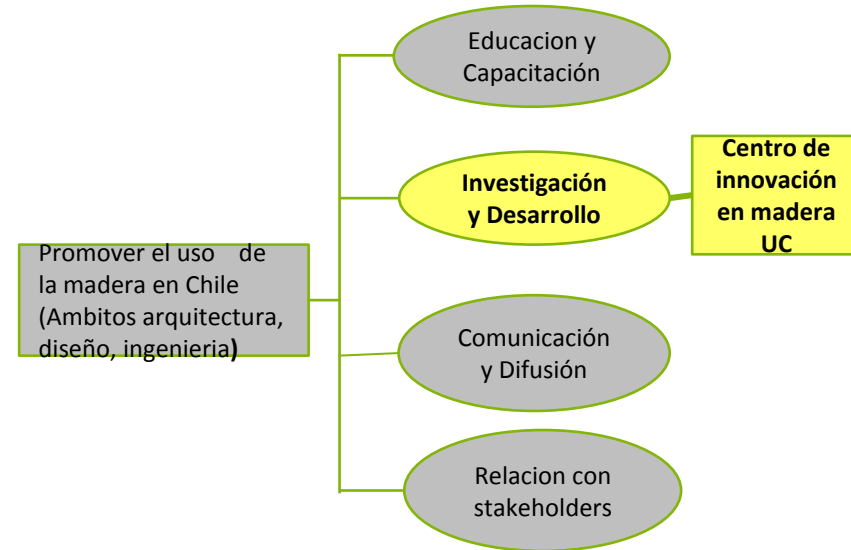 Educacion y
Capacitación
Investigación
y Desarrollo
Centro de
innovación
en madera
UC
Promover el uso de
la madera en Chile
(Ambitos arquitectura,
diseño, ingenieria)
Comunicación
y Difusión
Relacion con
stakeholders